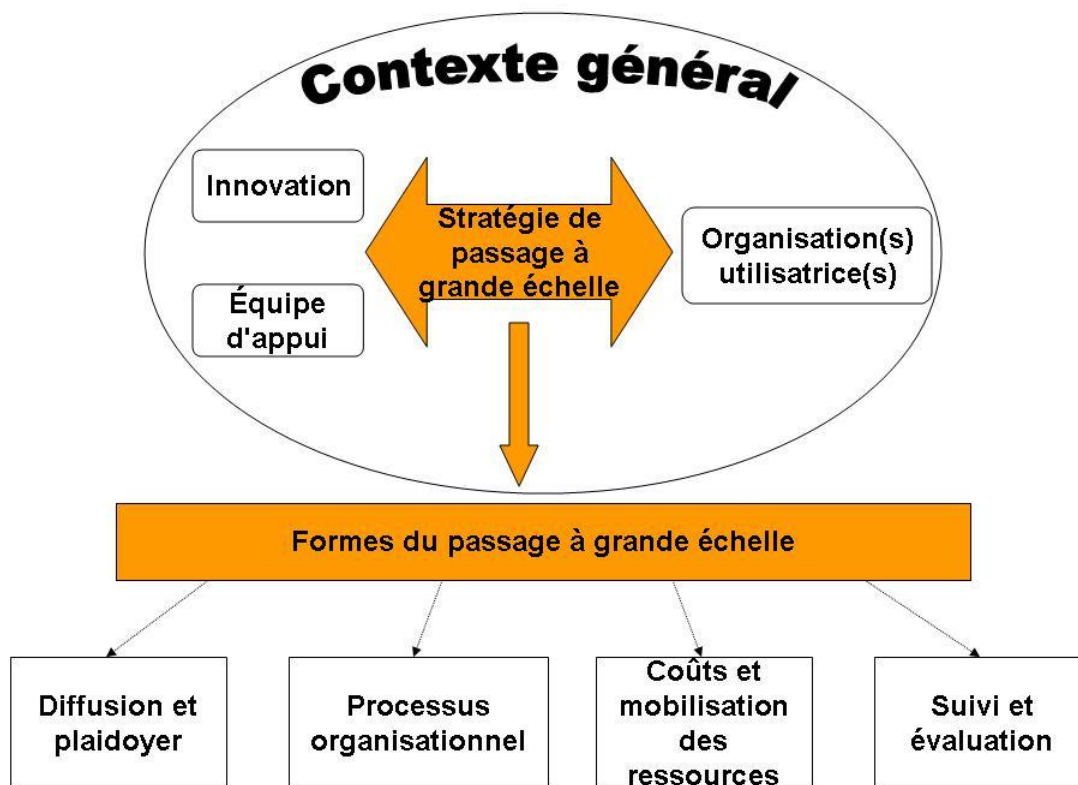 Contexte général
Innovation
Stratégie de
passage à
grande échelle
Organisation(s)
utilisatrice(s)
Équipe
d'appui
Formes du passage à grande échelle
Diffusion et
plaidoyer
Processus
organisationnel
Coûts et
mobilisation
des
ressources
Suivi et
évaluation